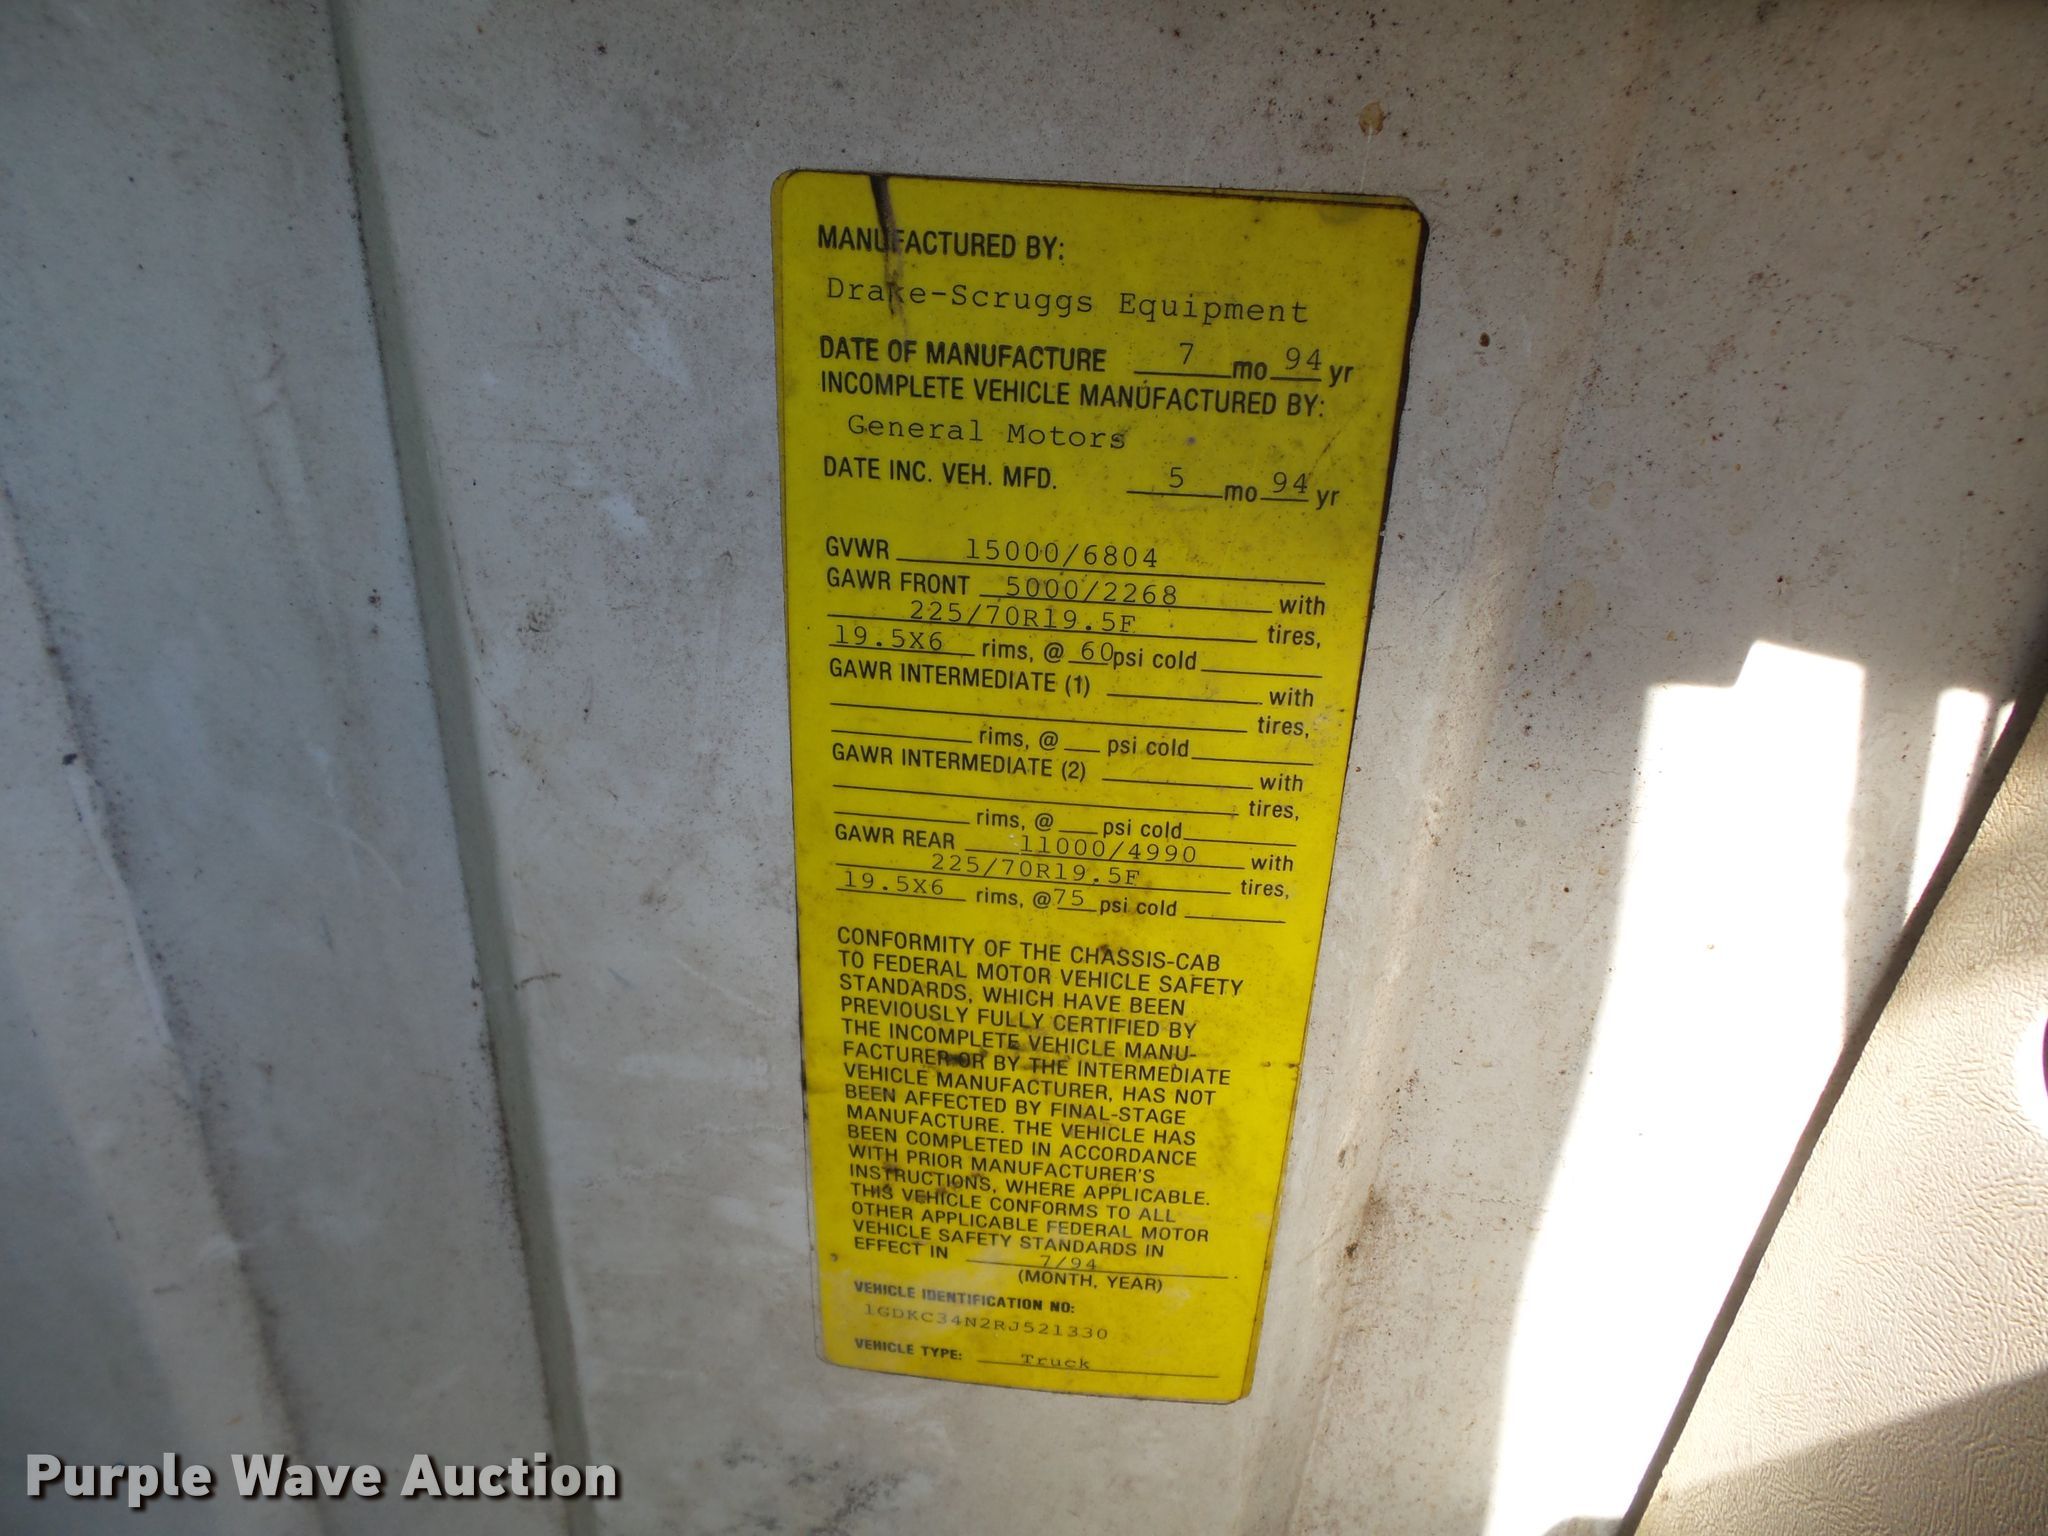 MANUFACTURED BY:
Drake-Scruggs Equipment
DATE OF MANUFACTURE 7 mo 94 yr
INCOMPLETE VEHICLE MANUFACTURED BY:
General Motors
DATE INC. VEH. MFD. 5 mo 94 yr
GVWR 15000/6804
GAWR FRONT 5000/2268 with
225/70R19.5F tires,
19.5X6 rims, @ 60 psi cold
GAWR INTERMEDIATE (1) with
tires,
rims, @ psi cold
GAWR INTERMEDIATE (2) with
tires,
rims, @ psi cold
GAWR REAR 11000/4990 with
225/70R19.5F tires,
19.5X6 rims, @ 75 psi cold
CONFORMITY OF THE CHASSIS-CAB
TO FEDERAL MOTOR VEHICLE SAFETY
STANDARDS, WHICH HAVE BEEN
PREVIOUSLY FULLY CERTIFIED BY
THE INCOMPLETE VEHICLE MANU-
FACTURER OR BY THE INTERMEDIATE
VEHICLE MANUFACTURER, HAS NOT
BEEN AFFECTED BY FINAL-STAGE
MANUFACTURE. THE VEHICLE HAS
BEEN COMPLETED IN ACCORDANCE
WITH PRIOR MANUFACTURER'S
INSTRUCTIONS, WHERE APPLICABLE.
THIS VEHICLE CONFORMS TO ALL
OTHER APPLICABLE FEDERAL MOTOR
VEHICLE SAFETY STANDARDS IN
EFFECT IN 7/94
(MONTH, YEAR)
VEHICLE IDENTIFICATION NO:
1GDKC34N2RJ521330
VEHICLE TYPE: Truck
Purple Wave Auction